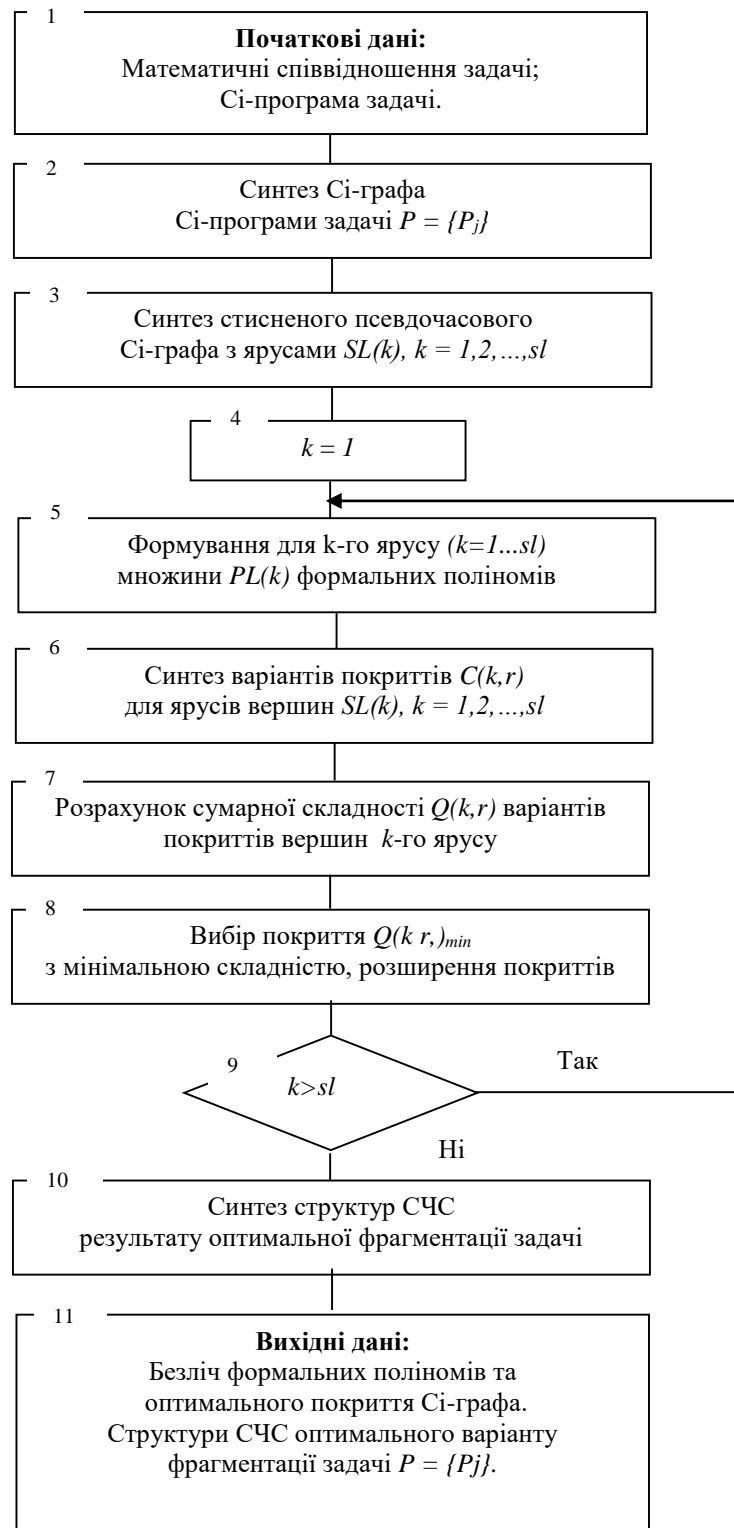 1
Початкові дані:
Математичні співвідношення задачі;
Сі-програма задачі.
2
Синтез Сі-графа
Сі-програми задачі P = {Pj}
3
Синтез стисненого псевдочасового
Сі-графа з ярусами SL(k), k = 1,2,…,sl
4
k = 1
5
Формування для k-го ярусу (k=1...sl)
множини PL(k) формальних поліномів
6
Синтез варіантів покриттів C(k,r)
для ярусів вершин SL(k), k = 1,2,…,sl
7
Розрахунок сумарної складності Q(k,r) варіантів
покриттів вершин k-го ярусу
8
Вибір покриття Q(k r,)min
з мінімальною складністю, розширення покриттів
9
k>sl
Так
Ні
10
Синтез структур СЧС
результату оптимальної фрагментації задачі
11
Вихідні дані:
Безліч формальних поліномів та
оптимального покриття Сі-графа.
Структури СЧС оптимального варіанту
фрагментації задачі P = {Pj}.